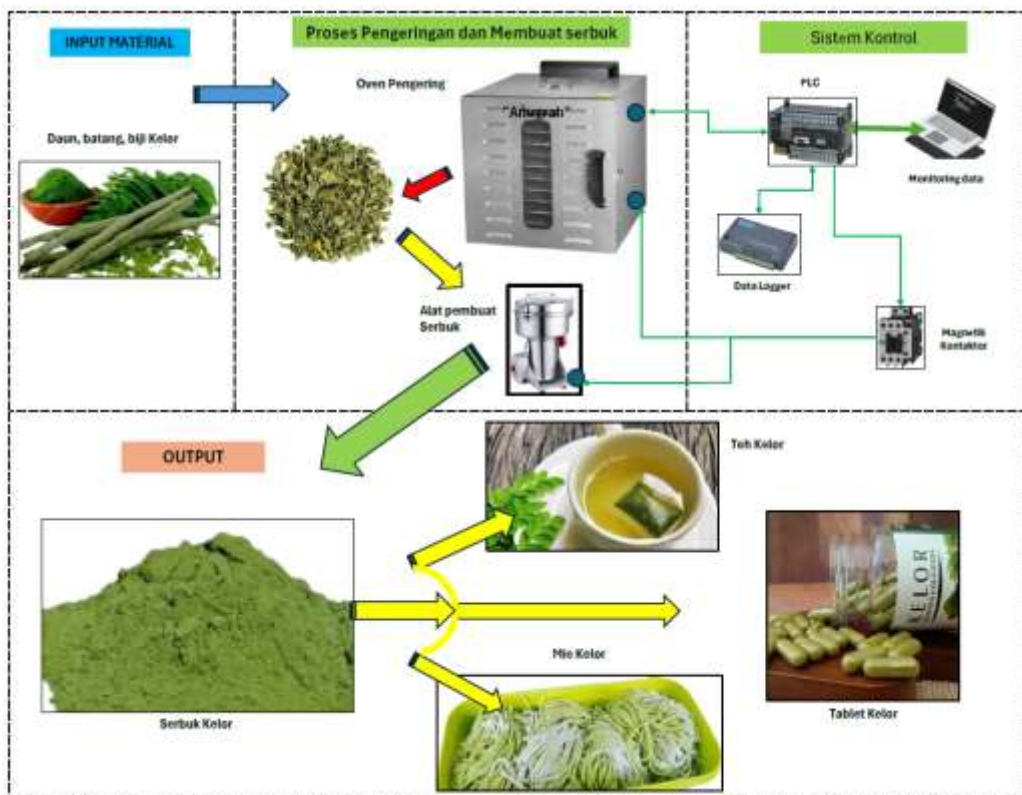 INPUT MATERIAL
Proses Pengeringan dan Membuat serbuk
Sistem Kontrol
Oven Pengering
PLC
Daun, batang, biji Kelor
Monitoring data
Data Logger
Alat pembuat
Serbuk
Magnetik
Kontaktor
OUTPUT
Teh Kelor
KELOR
Mie Kelor
Serbuk Kelor
Tablet Kelor